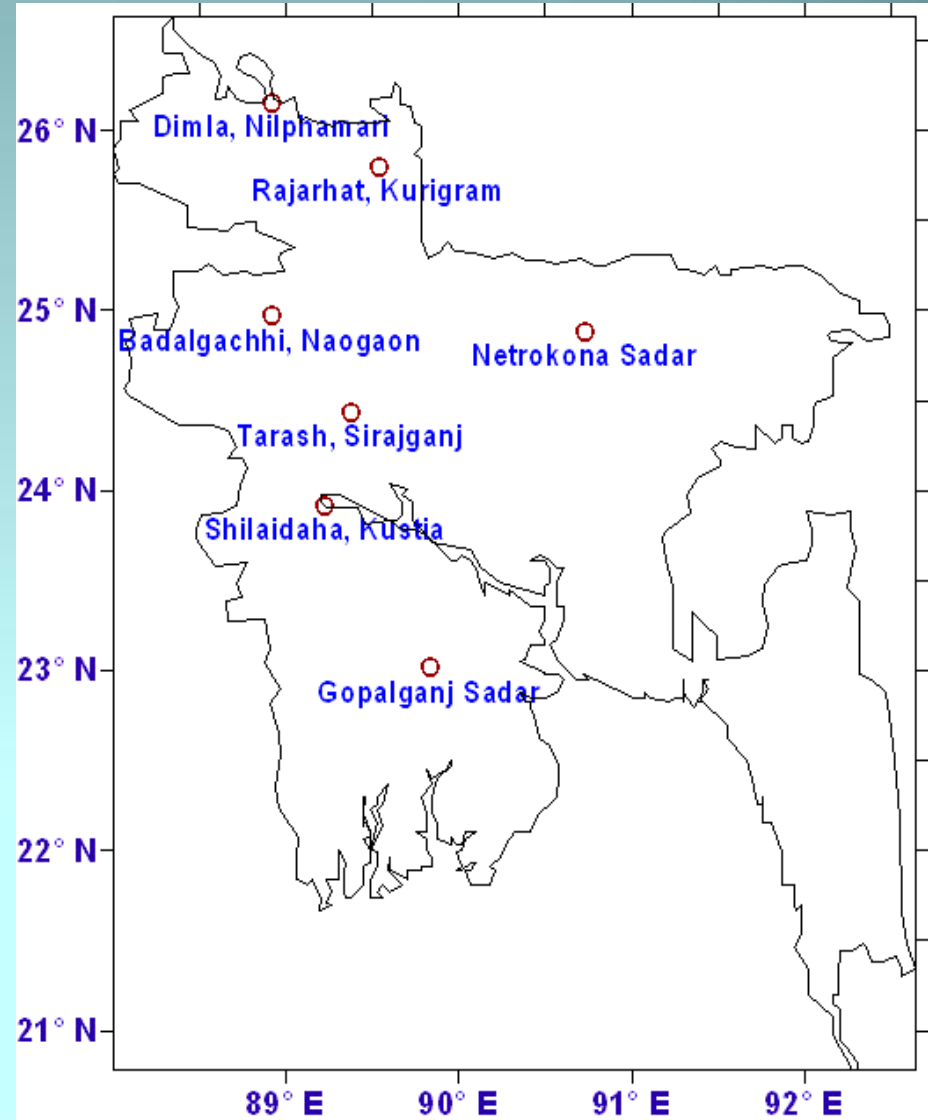 26° N
Dimla, Nilphamari
Rajarhat, Kurigram
25° N
Badalgachhi, Naogaon
Netrokona Sadar
Tarash, Sirajganj
24° N
Shilaidaha, Kustia
23° N
Gopalganj Sadar
22° N
21° N
89° E 90° E 91° E 92° E